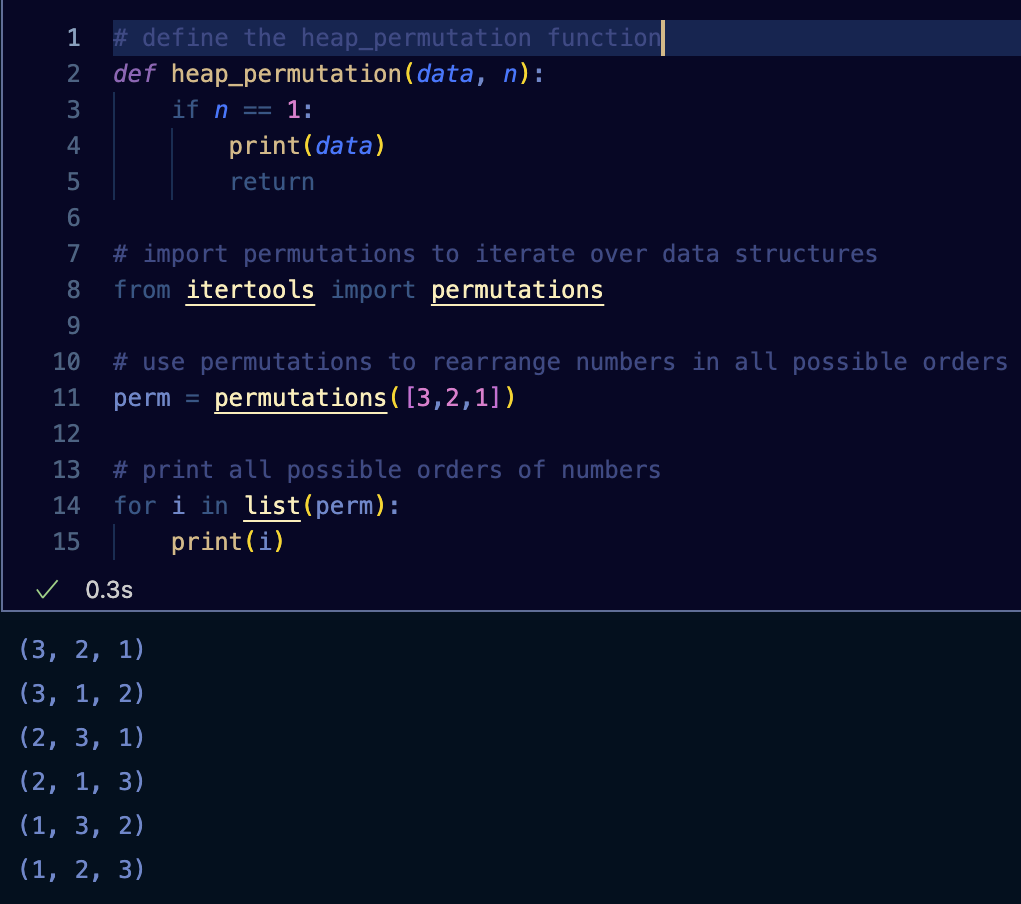 1 # define the heap_permutation function
2 def heap_permutation(data, n):
3     if n == 1:
4         print(data)
5         return
6
7 # import permutations to iterate over data structures
8 from itertools import permutations
9
10 # use permutations to rearrange numbers in all possible orders
11 perm = permutations([3,2,1])
12
13 # print all possible orders of numbers
14 for i in list(perm):
15     print(i)
✓ 0.3s
(3, 2, 1)
(3, 1, 2)
(2, 3, 1)
(2, 1, 3)
(1, 3, 2)
(1, 2, 3)